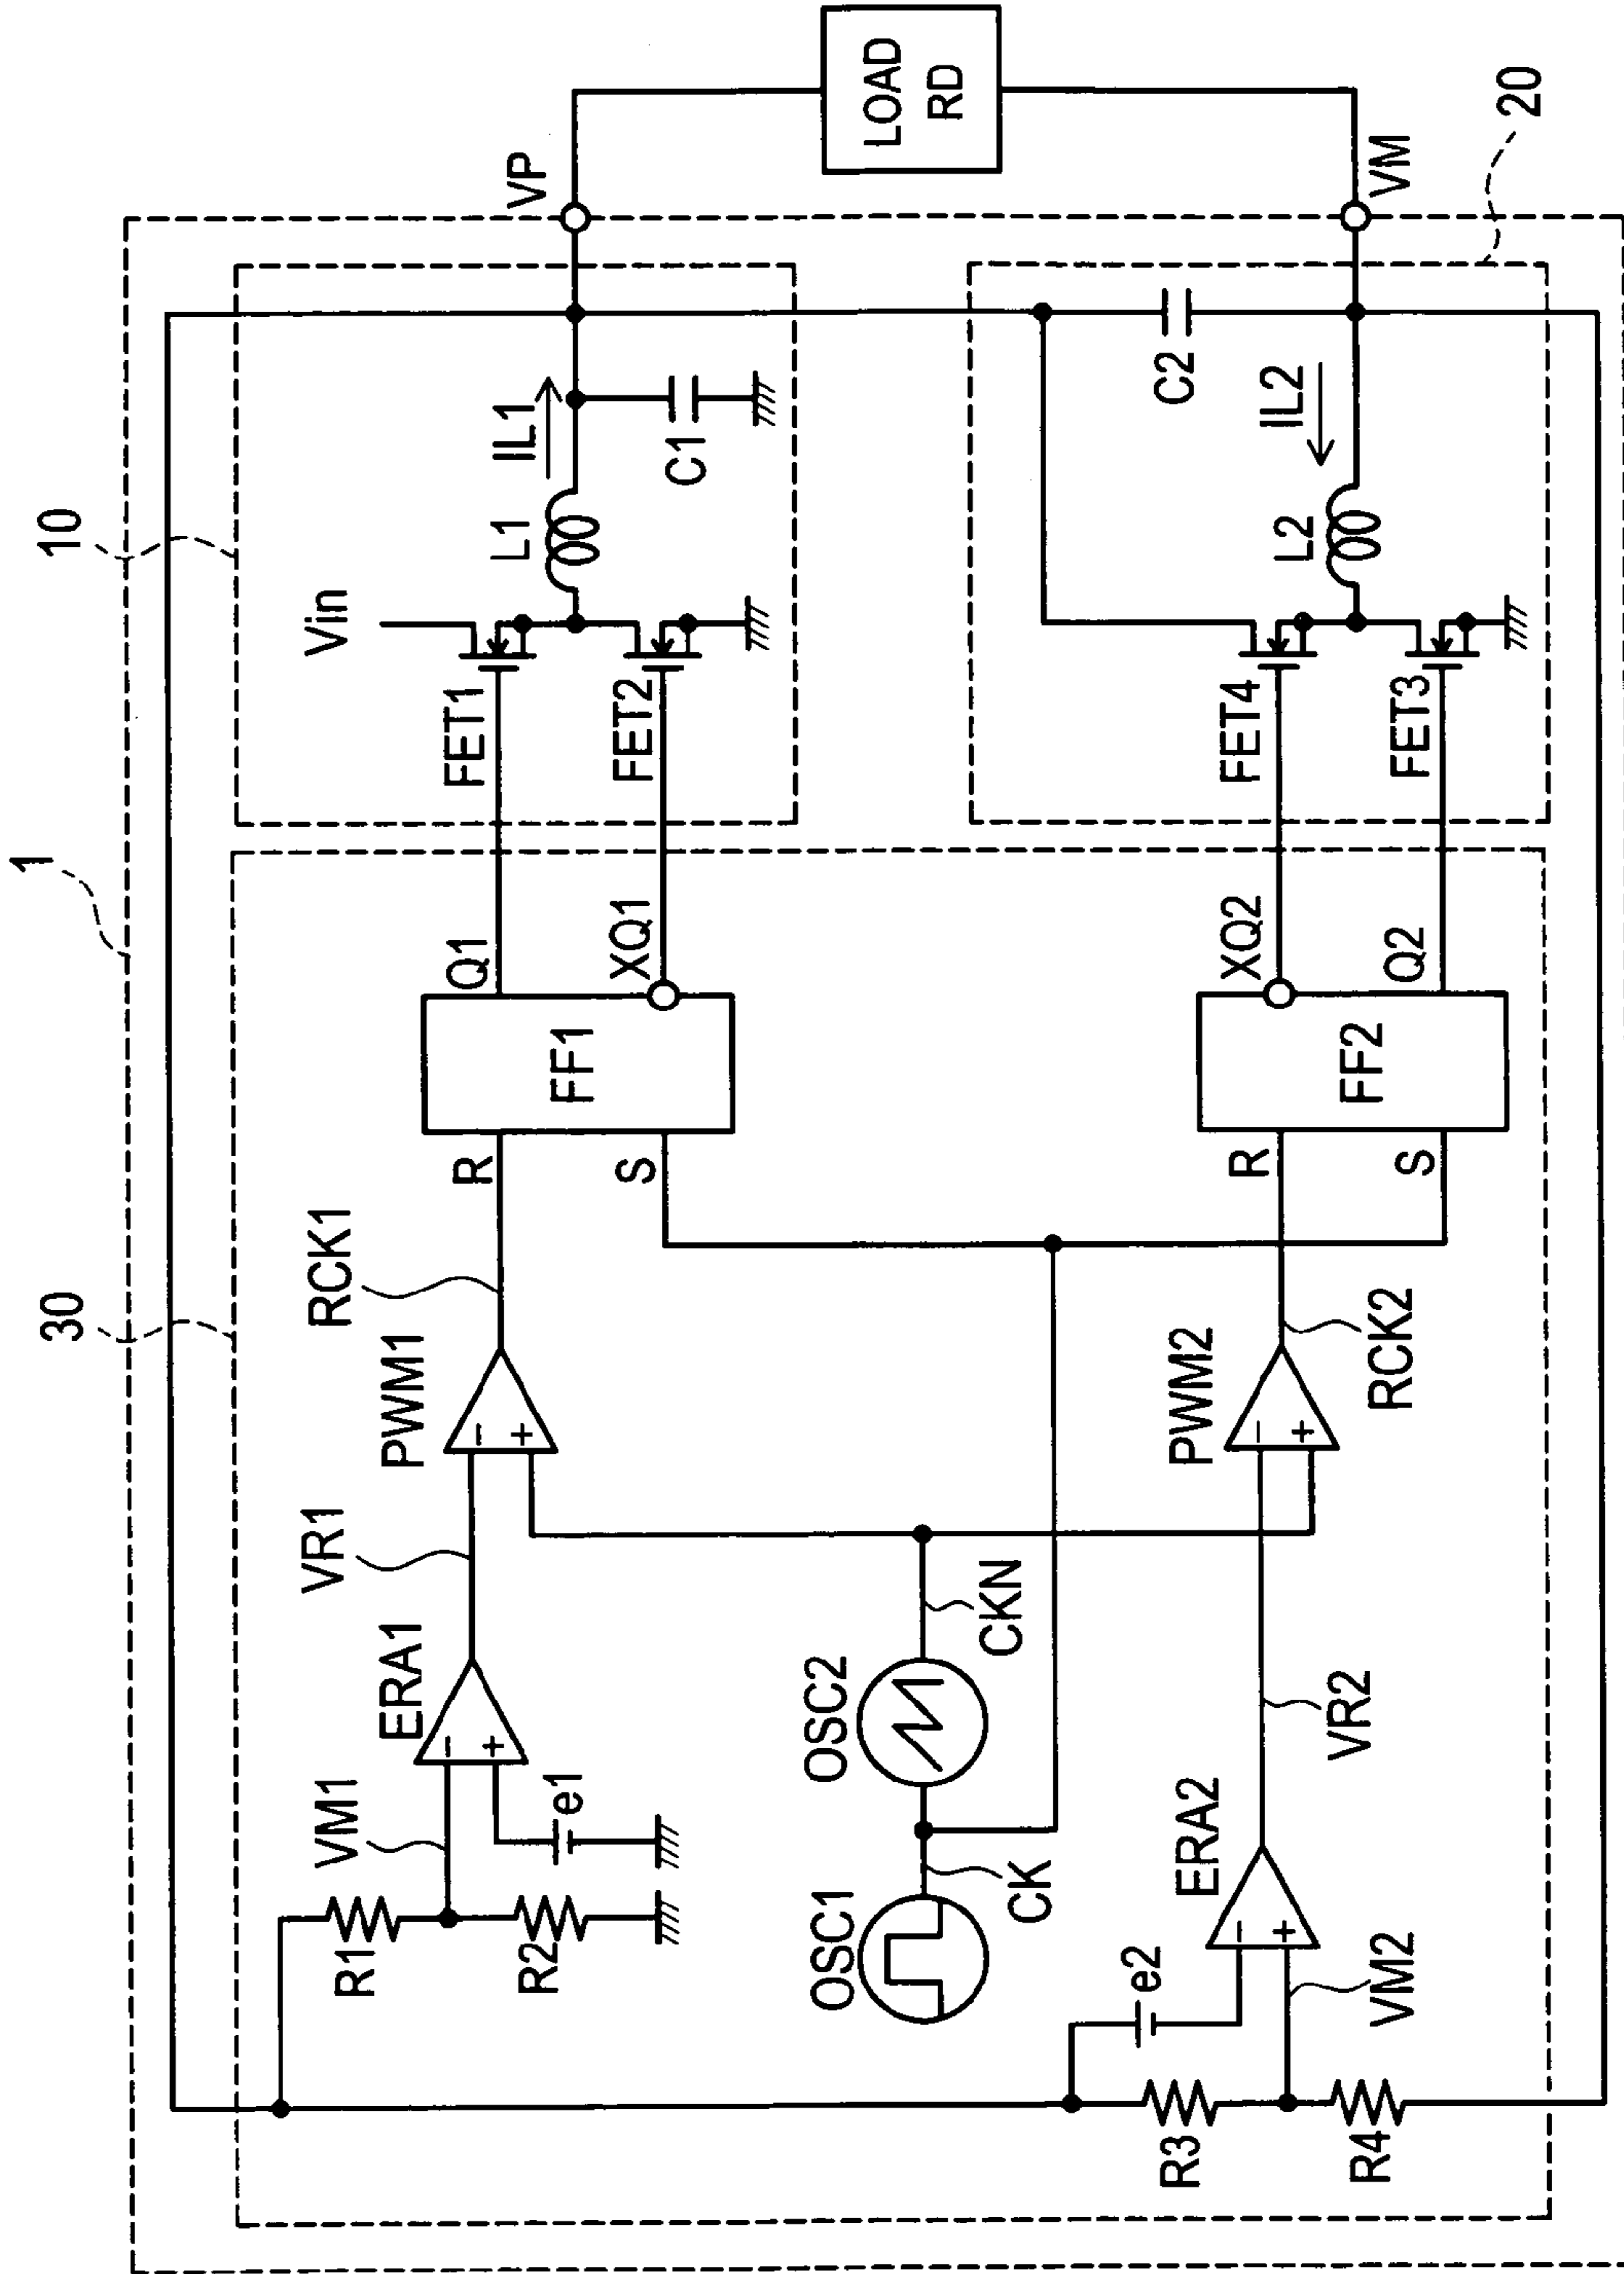 1
10
20
30
Vin
FET1
FET2
L1
IL1
C1
VP
LOAD
RD
VM
FET4
FET3
L2
IL2
C2
Q1
XQ1
FF1
R
S
XQ2
Q2
FF2
R
S
RCK1
PWM1
-
+
VR1
ERA1
-
+
VM1
e1
R1
R2
OSC1
CK
OSC2
CKN
PWM2
-
+
RCK2
VR2
ERA2
-
+
e2
VM2
R3
R4